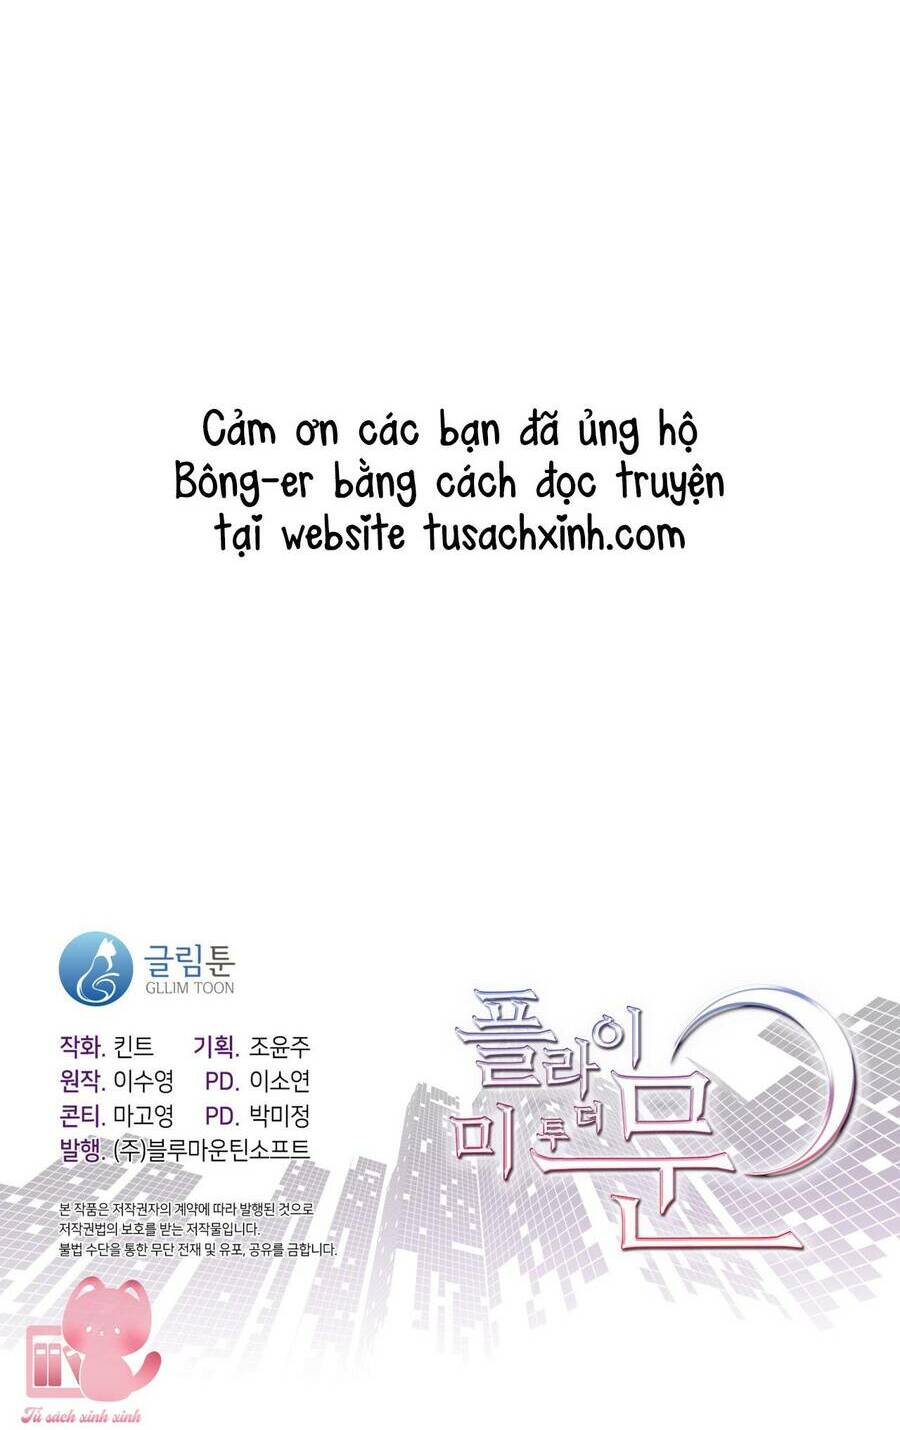 Cảm ơn các bạn đã ủng hộ
Bông-er bằng cách đọc truyện
tại website tusachxinh.com
글림툰
GLLIM TOON
작화. 킨트 기획. 조윤주
원작. 이수영 PD. 이소연
콘티. 마고영 PD. 박미정
발행. (주)블루마운틴소프트
본 작품은 저작권자의 계약에 따라 발행된 것으로
저작권법의 보호를 받는 저작물입니다.
불법 수단을 통한 무단 전재 및 유포, 공유를 금합니다.
플라이
미 투 더 문
Tủ sách xinh xinh